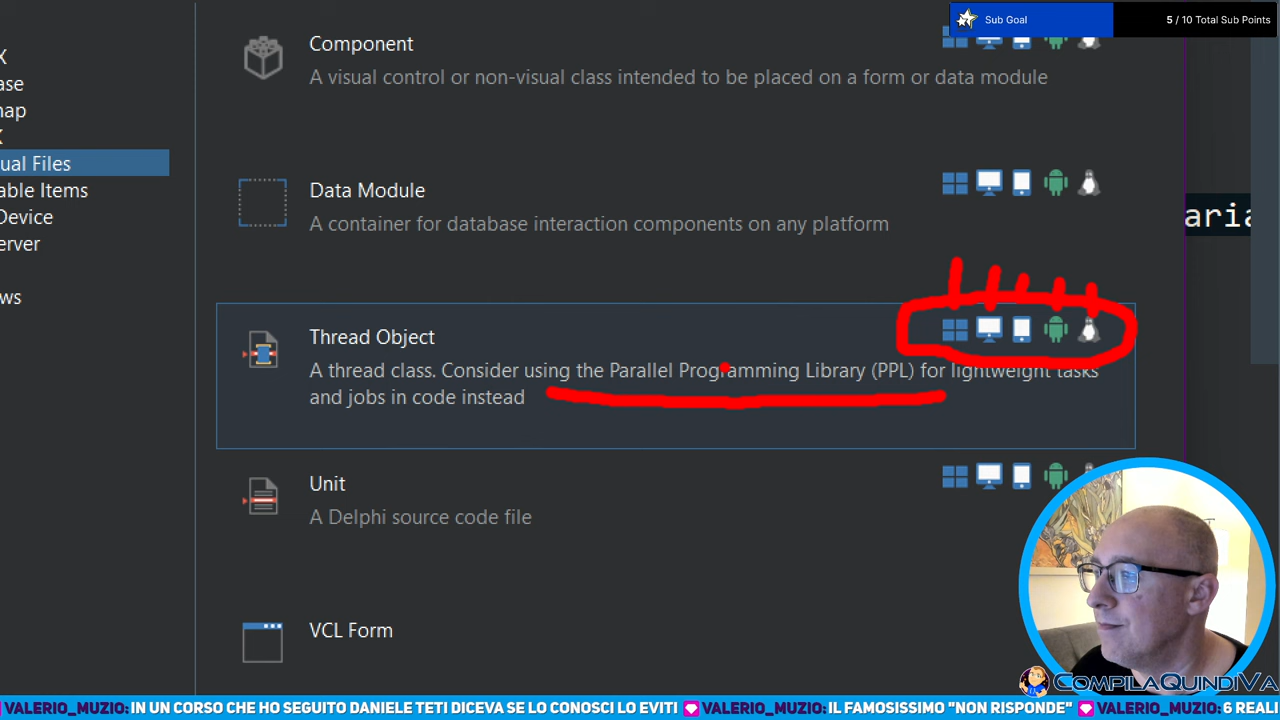 Sub Goal
5 / 10 Total Sub Points
Component
A visual control or non-visual class intended to be placed on a form or data module
ual Files
able Items
Device
erver
ws
Data Module
A container for database interaction components on any platform
Thread Object
A thread class. Consider using the Parallel Programming Library (PPL) for lightweight tasks
and jobs in code instead
Unit
A Delphi source code file
VCL Form
COMPILAQUINDIVA
VALERIO_MUZIO: IN UN CORSO CHE HO SEGUITO DANIELE TETI DICEVA SE LO CONOSCI LO EVITI VALERIO_MUZIO: IL FAMOSISSIMO "NON RISPONDE" VALERIO_MUZIO: 6 REALI